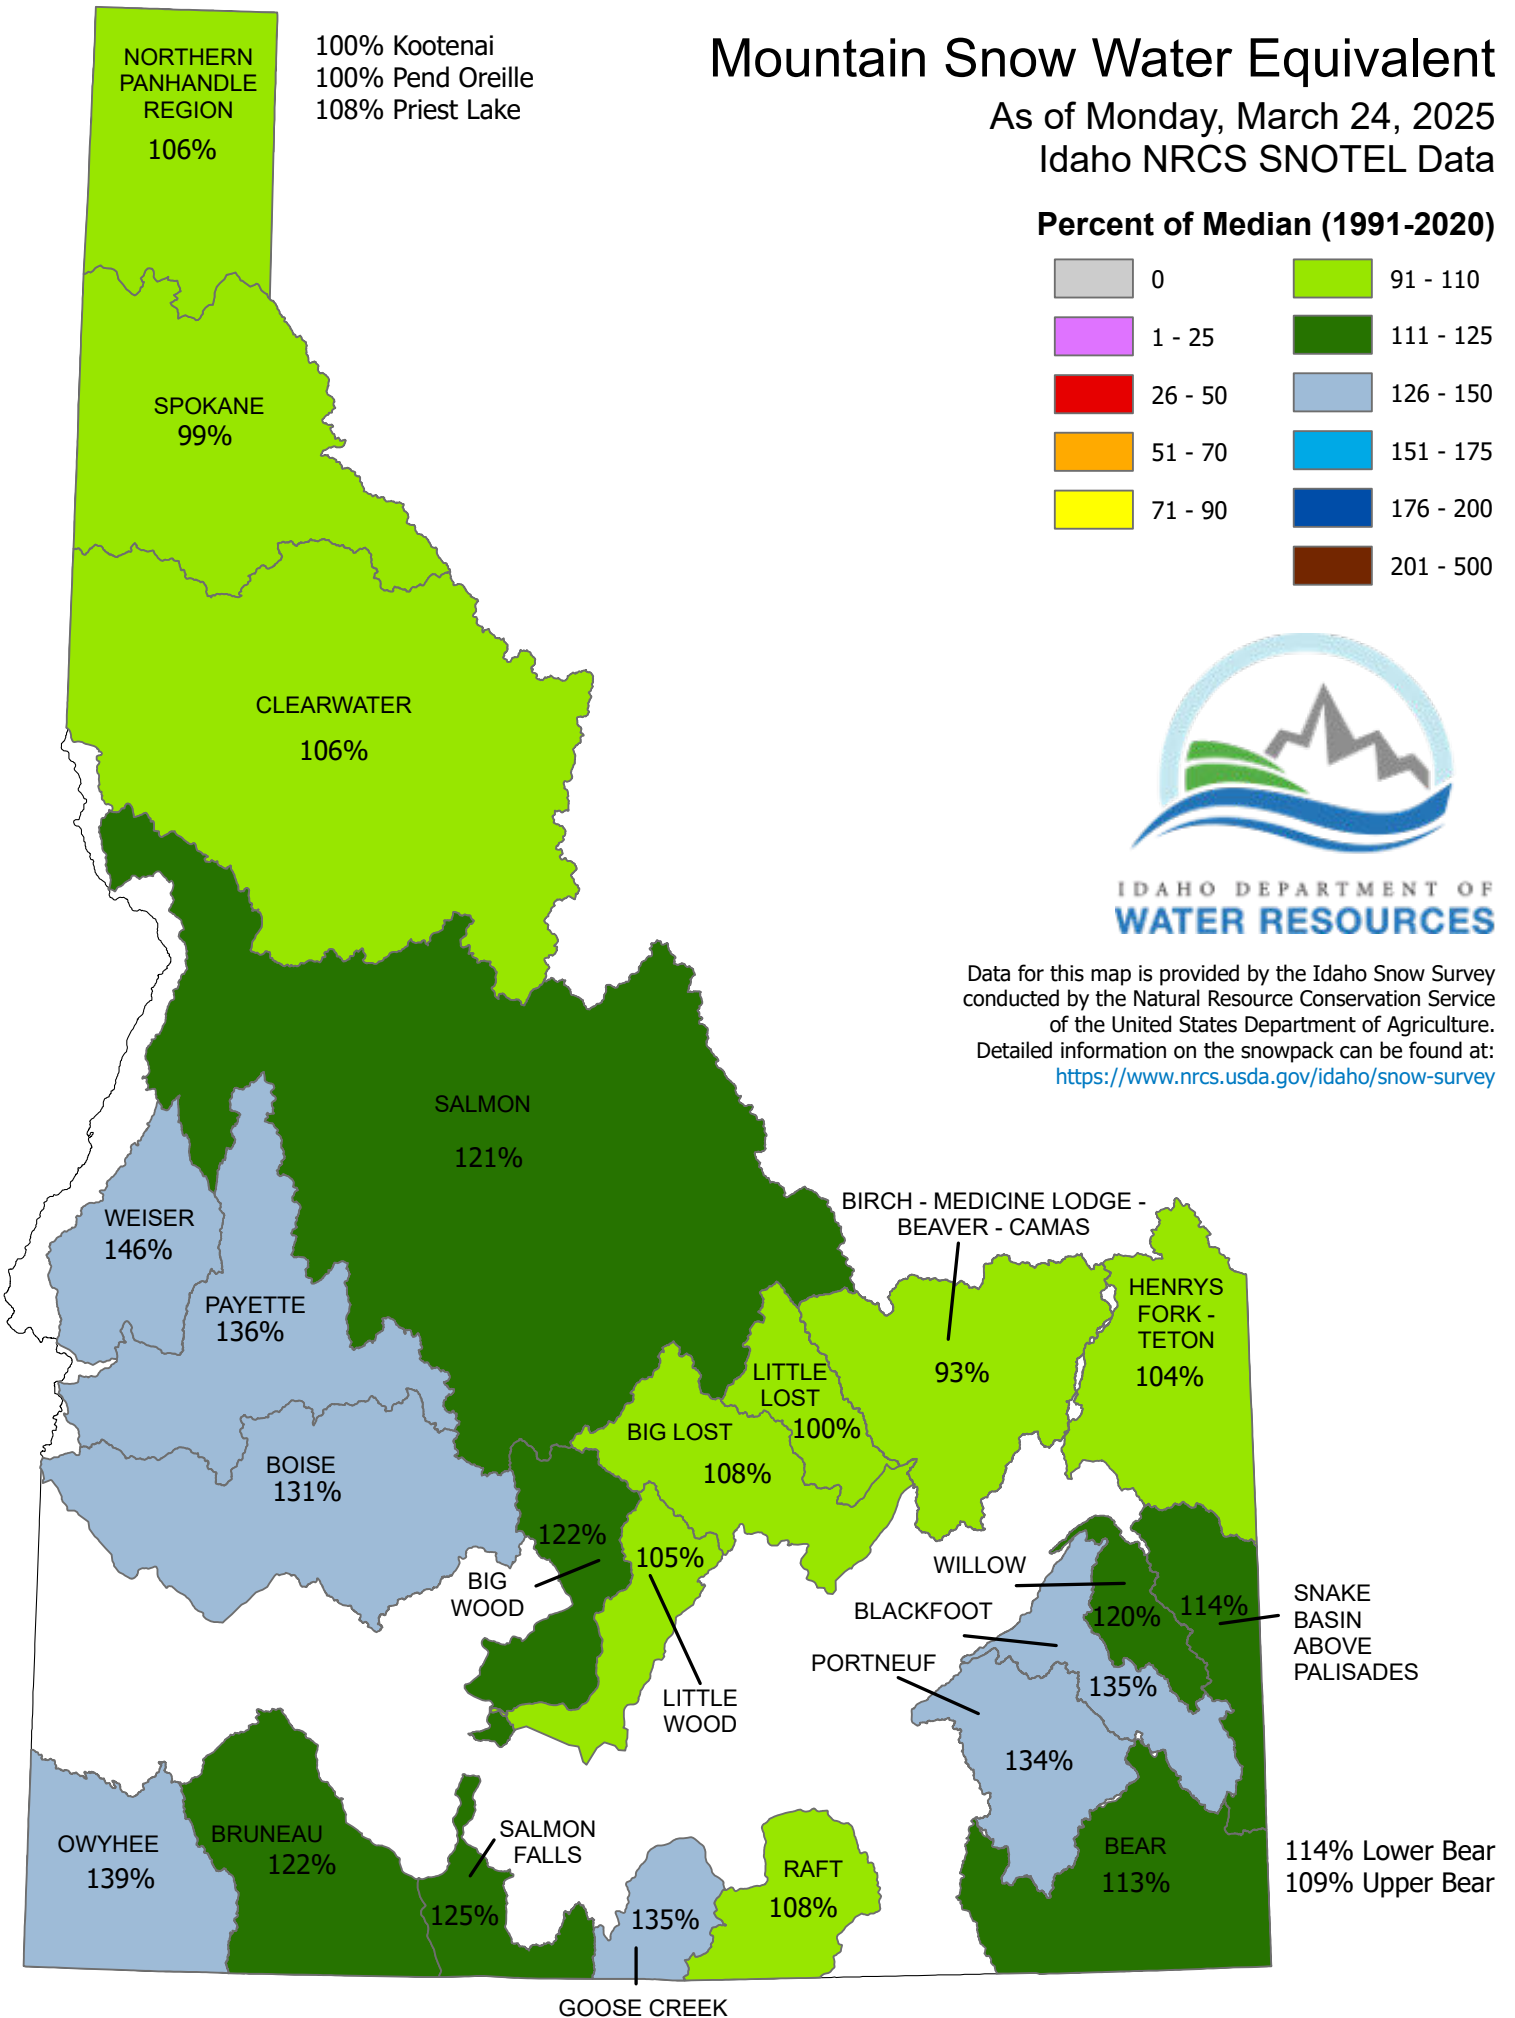 NORTHERN
PANHANDLE
REGION
106%
100% Kootenai
100% Pend Oreille
108% Priest Lake
Mountain Snow Water Equivalent
As of Monday, March 24, 2025
Idaho NRCS SNOTEL Data
Percent of Median (1991-2020)
0
1 - 25
26 - 50
51 - 70
71 - 90
91 - 110
111 - 125
126 - 150
151 - 175
176 - 200
201 - 500
IDAHO DEPARTMENT OF
WATER RESOURCES
Data for this map is provided by the Idaho Snow Survey
conducted by the Natural Resource Conservation Service
of the United States Department of Agriculture.
Detailed information on the snowpack can be found at:
https://www.nrcs.usda.gov/idaho/snow-survey
SPOKANE
99%
CLEARWATER
106%
SALMON
121%
WEISER
146%
PAYETTE
136%
BOISE
131%
BIRCH - MEDICINE LODGE -
BEAVER - CAMAS
93%
HENRYS
FORK -
TETON
104%
LITTLE
LOST
100%
BIG LOST
108%
122%
BIG
WOOD
105%
LITTLE
WOOD
WILLOW
120%
114%
SNAKE
BASIN
ABOVE
PALISADES
BLACKFOOT
135%
PORTNEUF
134%
OWYHEE
139%
BRUNEAU
122%
SALMON
FALLS
125%
135%
GOOSE CREEK
RAFT
108%
BEAR
113%
114% Lower Bear
109% Upper Bear